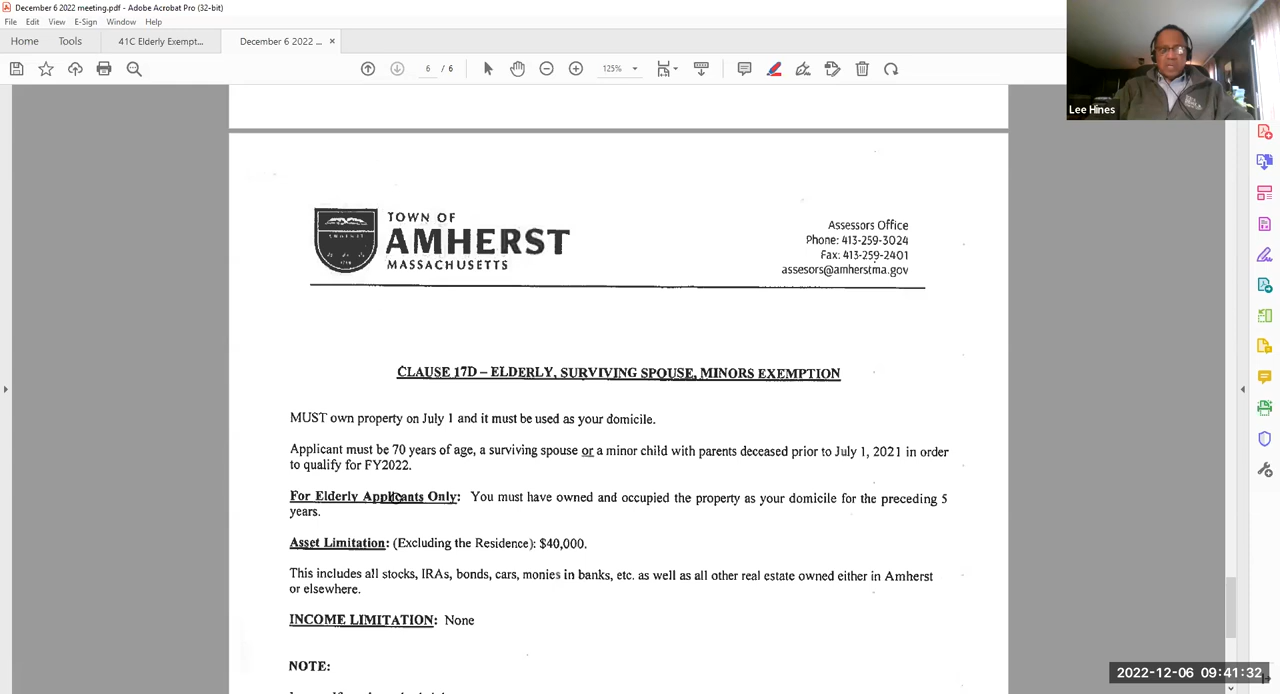 December 6 2022 meeting.pdf - Adobe Acrobat Pro (32-bit)
File Edit View E-Sign Window Help
Home Tools 41C Elderly Exempt... December 6 2022 ... ×
6 / 6 125%
Lee Hines
TOWN OF
AMHERST
MASSACHUSETTS
Assessors Office
Phone: 413-259-3024
Fax: 413-259-2401
assesors@amherstma.gov
CLAUSE 17D – ELDERLY, SURVIVING SPOUSE, MINORS EXEMPTION
MUST own property on July 1 and it must be used as your domicile.
Applicant must be 70 years of age, a surviving spouse or a minor child with parents deceased prior to July 1, 2021 in order
to qualify for FY2022.
For Elderly Applicants Only: You must have owned and occupied the property as your domicile for the preceding 5
years.
Asset Limitation: (Excluding the Residence): $40,000.
This includes all stocks, IRAs, bonds, cars, monies in banks, etc. as well as all other real estate owned either in Amherst
or elsewhere.
INCOME LIMITATION: None
NOTE:
2022-12-06 09:41:32